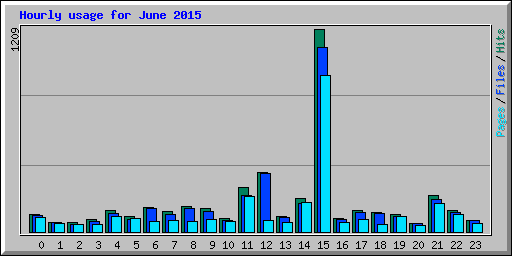 Hourly usage for June 2015
1209
Pages/Files/Hits
0 1 2 3 4 5 6 7 8 9 10 11 12 13 14 15 16 17 18 19 20 21 22 23